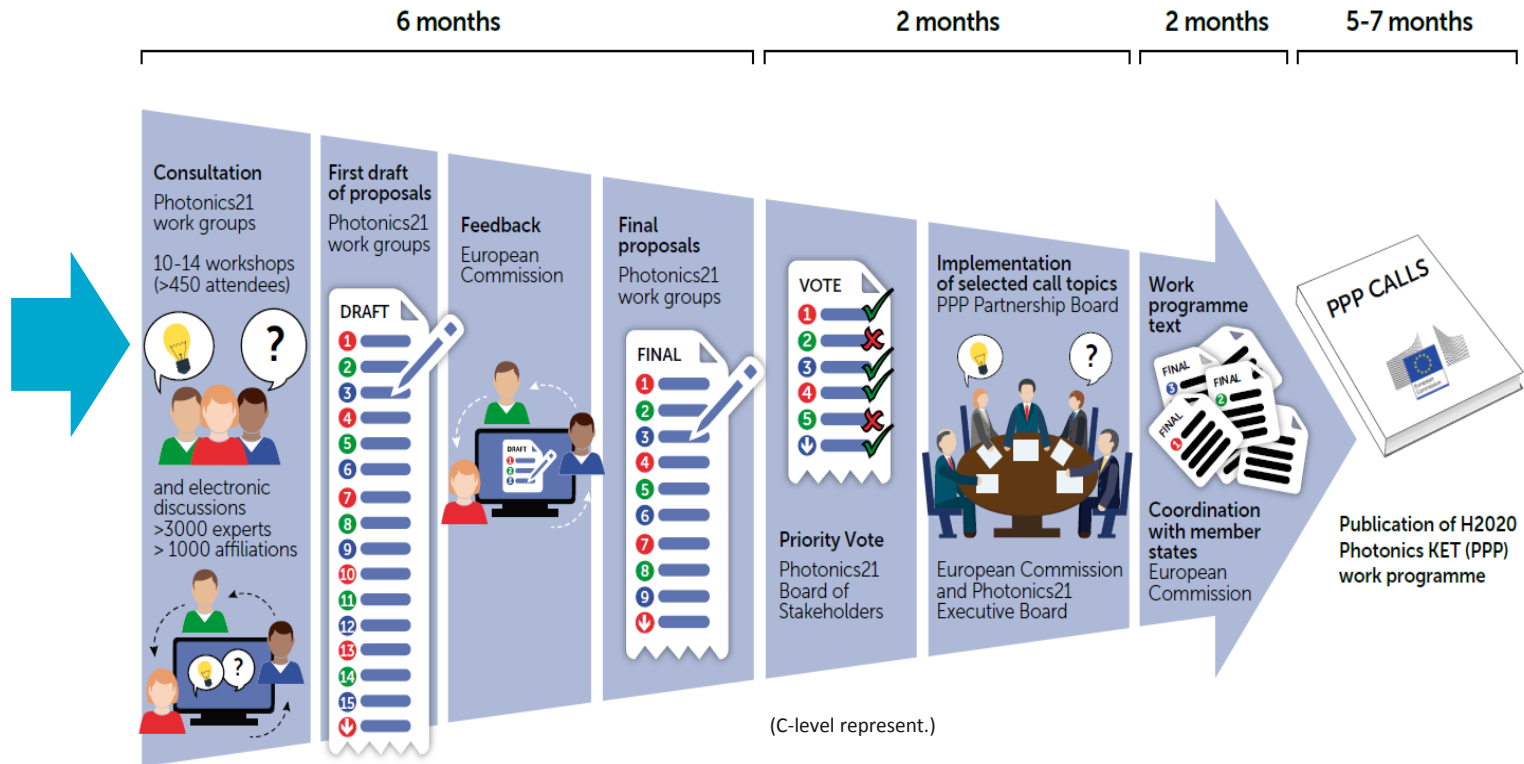 6 months
2 months
2 months
5-7 months
Consultation
Photonics21
work groups
10-14 workshops
(>450 attendees)
?
and electronic
discussions
>3000 experts
> 1000 affiliations
?
First draft
of proposals
Photonics21
work groups
DRAFT
1
2
3
4
5
6
7
8
9
10
11
12
13
14
15
Feedback
European
Commission
DRAFT
1
2
3
Final
proposals
Photonics21
work groups
FINAL
1
2
3
4
5
6
7
8
9
VOTE
1
2
3
4
5
Priority Vote
Photonics21
Board of
Stakeholders
(C-level represent.)
Implementation
of selected call topics
PPP Partnership Board
?
European Commission
and Photonics21
Executive Board
Work
programme
text
FINAL
3
FINAL
2
FINAL
1
Coordination
with member
states
European
Commission
PPP CALLS
European
Commission
Publication of H2020
Photonics KET (PPP)
work programme